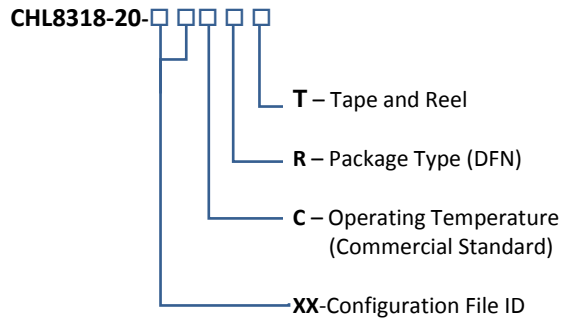 CHL8318-20-
T – Tape and Reel
R – Package Type (DFN)
C – Operating Temperature
(Commercial Standard)
XX-Configuration File ID